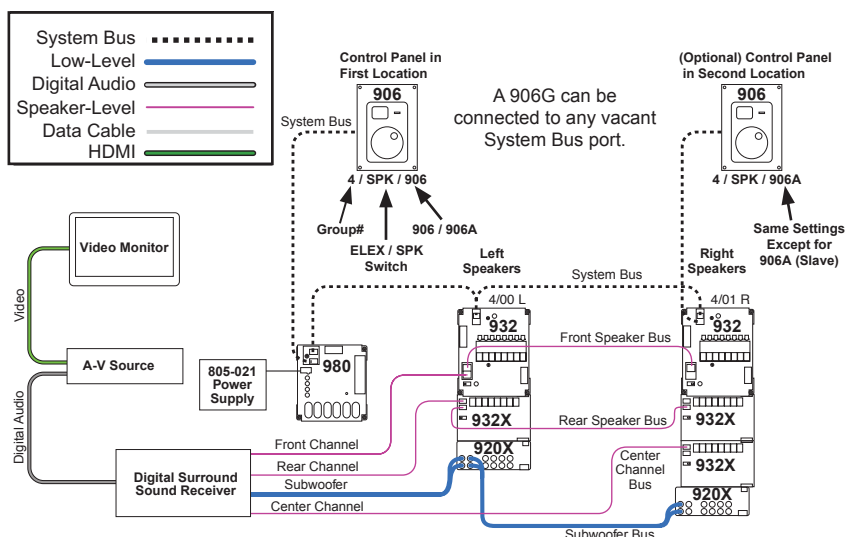 System Bus
Low-Level
Digital Audio
Speaker-Level
Data Cable
HDMI
Control Panel in
First Location
906
System Bus
4 / SPK / 906
Group#
906 / 906A
ELEX / SPK
Switch
A 906G can be
connected to any vacant
System Bus port.
(Optional) Control Panel
in Second Location
906
4 / SPK / 906A
Same Settings
Except for
906A (Slave)
Video Monitor
Video
A-V Source
Digital Audio
805-021
Power
Supply
980
Digital Surround
Sound Receiver
Front Channel
Rear Channel
Subwoofer
Center Channel
Left
Speakers
System Bus
Right
Speakers
4/00 L
932
932X
920X
Front Speaker Bus
Rear Speaker Bus
Center
Channel
Bus
Subwoofer Bus
4/01 R
932
932X
932X
920X